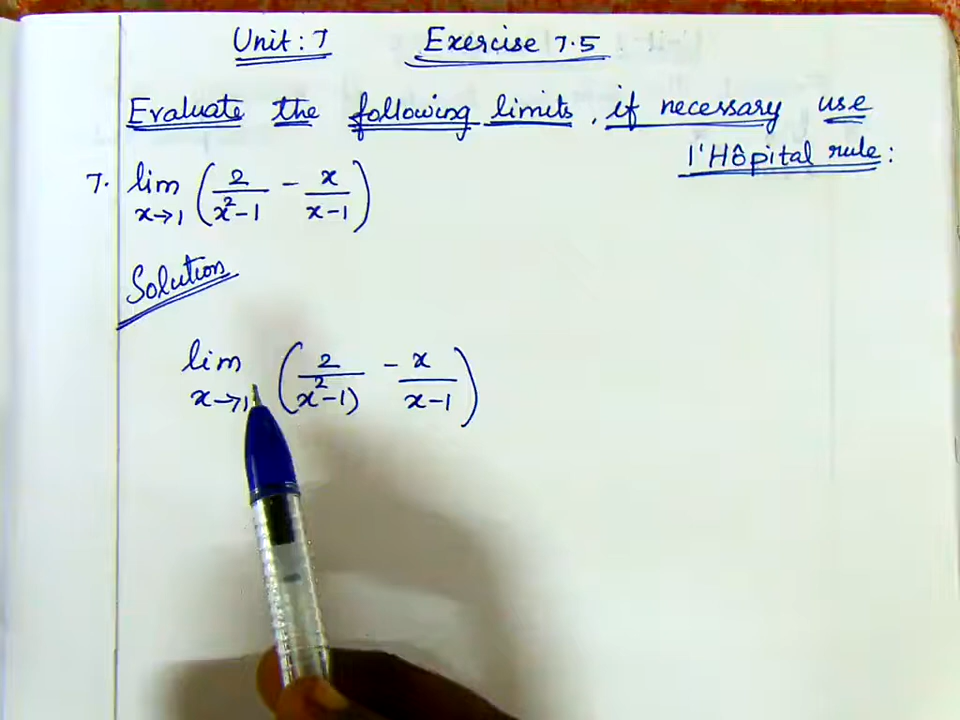 Unit: 7 Exercise 7.5
Evaluate the following limits, if necessary use
l'Hôpital rule:
7. lim x→1 (2/(x²-1) - x/(x-1))
Solution
lim x→1 (2/(x²-1) - x/(x-1))